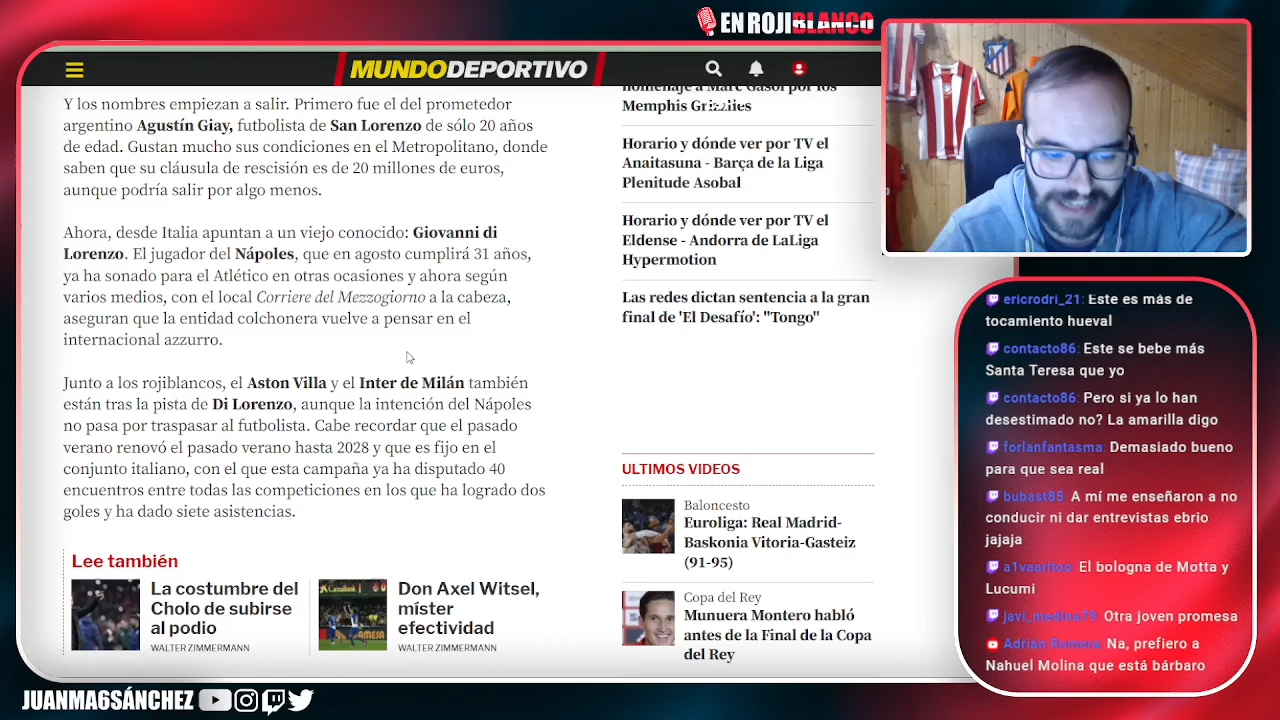 EN ROJIBLANCO
MUNDODEPORTIVO
Y los nombres empiezan a salir. Primero fue el del prometedor
argentino Agustín Giay, futbolista de San Lorenzo de sólo 20 años
de edad. Gustan mucho sus condiciones en el Metropolitano, donde
saben que su cláusula de rescisión es de 20 millones de euros,
aunque podría salir por algo menos.
Ahora, desde Italia apuntan a un viejo conocido: Giovanni di
Lorenzo. El jugador del Nápoles, que en agosto cumplirá 31 años,
ya ha sonado para el Atlético en otras ocasiones y ahora según
varios medios, con el local Corriere del Mezzogiorno a la cabeza,
aseguran que la entidad colchonera vuelve a pensar en el
internacional azzurro.
Junto a los rojiblancos, el Aston Villa y el Inter de Milán también
están tras la pista de Di Lorenzo, aunque la intención del Nápoles
no pasa por traspasar al futbolista. Cabe recordar que el pasado
verano renovó el pasado verano hasta 2028 y que es fijo en el
conjunto italiano, con el que esta campaña ya ha disputado 40
encuentros entre todas las competiciones en los que ha logrado dos
goles y ha dado siete asistencias.
Lee también
La costumbre del
Cholo de subirse
al podio
WALTER ZIMMERMANN
Don Axel Witsel,
míster
efectividad
WALTER ZIMMERMANN
homenaje a Marc Gasol por los
Memphis Grizzlies
Horario y dónde ver por TV el
Anaitasuna - Barça de la Liga
Plenitude Asobal
Horario y dónde ver por TV el
Eldense - Andorra de LaLiga
Hypermotion
Las redes dictan sentencia a la gran
final de 'El Desafío': "Tongo"
ULTIMOS VIDEOS
Baloncesto
Euroliga: Real Madrid-
Baskonia Vitoria-Gasteiz
(91-95)
Copa del Rey
Munuera Montero habló
antes de la Final de la Copa
del Rey
ericrodri_21: Este es más de
tocamiento hueval
contacto86: Este se bebe más
Santa Teresa que yo
contacto86: Pero si ya lo han
desestimado no? La amarilla digo
forlanfantasma: Demasiado bueno
para que sea real
bubast85: A mí me enseñaron a no
conducir ni dar entrevistas ebrio
jajaja
a1vaaritoo: El bologna de Motta y
Lucumi
javi_medina79: Otra joven promesa
Adrián Ramera: Na, prefiero a
Nahuel Molina que está bárbaro
JUANMA6SÁNCHEZ